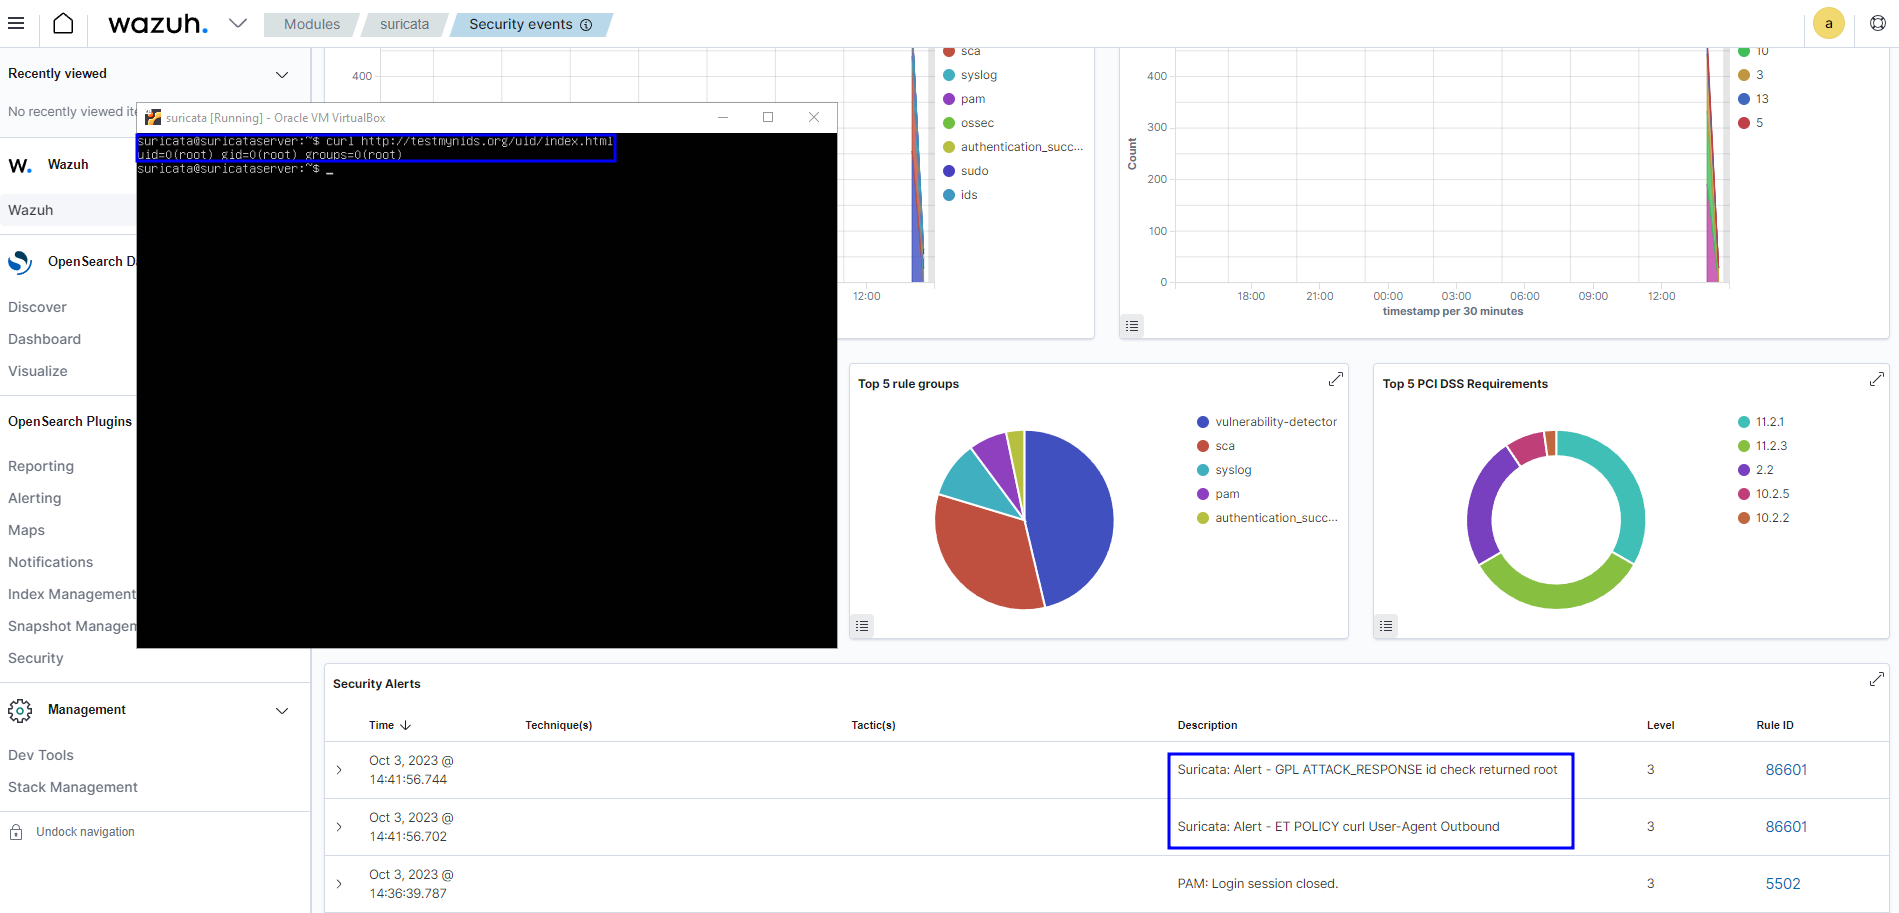 wazuh.
Modules
suricata
Security events
a
Recently viewed
No recently viewed ite
W.
Wazuh
Wazuh
OpenSearch Da
Discover
Dashboard
Visualize
OpenSearch Plugins
Reporting
Alerting
Maps
Notifications
Index Management
Snapshot Managem
Security
Management
Dev Tools
Stack Management
Undock navigation
suricata [Running] - Oracle VM VirtualBox
suricata@suricataserver:~$ curl http://testmynids.org/uid/index.html
uid=0(root) gid=0(root) groups=0(root)
suricata@suricataserver:~$ _
400
12:00
sca
syslog
pam
ossec
authentication_succ...
sudo
ids
Count
400
300
200
100
0
18:00
21:00
00:00
03:00
06:00
09:00
12:00
timestamp per 30 minutes
10
3
13
5
Top 5 rule groups
vulnerability-detector
sca
syslog
pam
authentication_succ...
Top 5 PCI DSS Requirements
11.2.1
11.2.3
2.2
10.2.5
10.2.2
Security Alerts
Time Technique(s) Tactic(s) Description Level Rule ID
Oct 3, 2023 @
14:41:56.744
Suricata: Alert - GPL ATTACK_RESPONSE id check returned root
3
86601
Oct 3, 2023 @
14:41:56.702
Suricata: Alert - ET POLICY curl User-Agent Outbound
3
86601
Oct 3, 2023 @
14:36:39.787
PAM: Login session closed.
3
5502